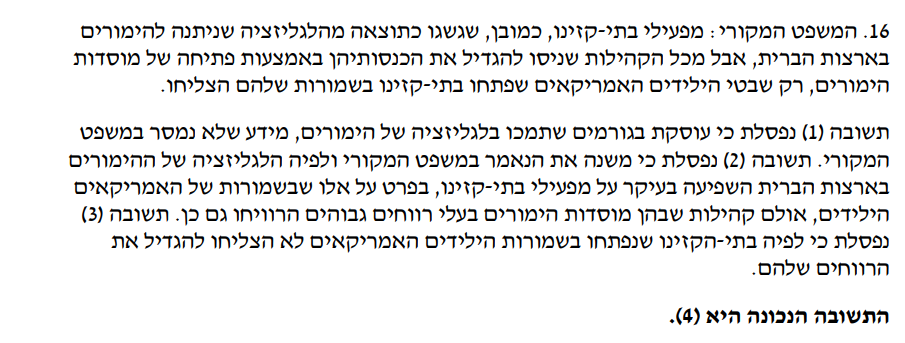 16. המשפט המקורי: מפעילי בתי-קזינו, כמובן, שגשגו כתוצאה מהלגליזציה שניתנה להימורים
בארצות הברית, אבל מכל הקהילות שניסו להגדיל את הכנסותיהן באמצעות פתיחה של מוסדות
הימורים, רק שבטי הילידים האמריקאים שפתחו בתי-קזינו בשמורות שלהם הצליחו.
תשובה (1) נפסלת כי עוסקת בגורמים שתמכו בלגליזציה של הימורים, מידע שלא נמסר במשפט
המקורי. תשובה (2) נפסלת כי משנה את הנאמר במשפט המקורי ולפיה הלגליזציה של ההימורים
בארצות הברית השפיעה בעיקר על מפעילי בתי-קזינו, בפרט על אלו שבשמורות של האמריקאים
הילידים, אולם קהילות שבהן מוסדות הימורים בעלי רווחים גבוהים הרוויחו גם כן. תשובה (3)
נפסלת כי לפיה בתי-הקזינו שנפתחו בשמורות הילידים האמריקאים לא הצליחו להגדיל את
הרווחים שלהם.
התשובה הנכונה היא (4).